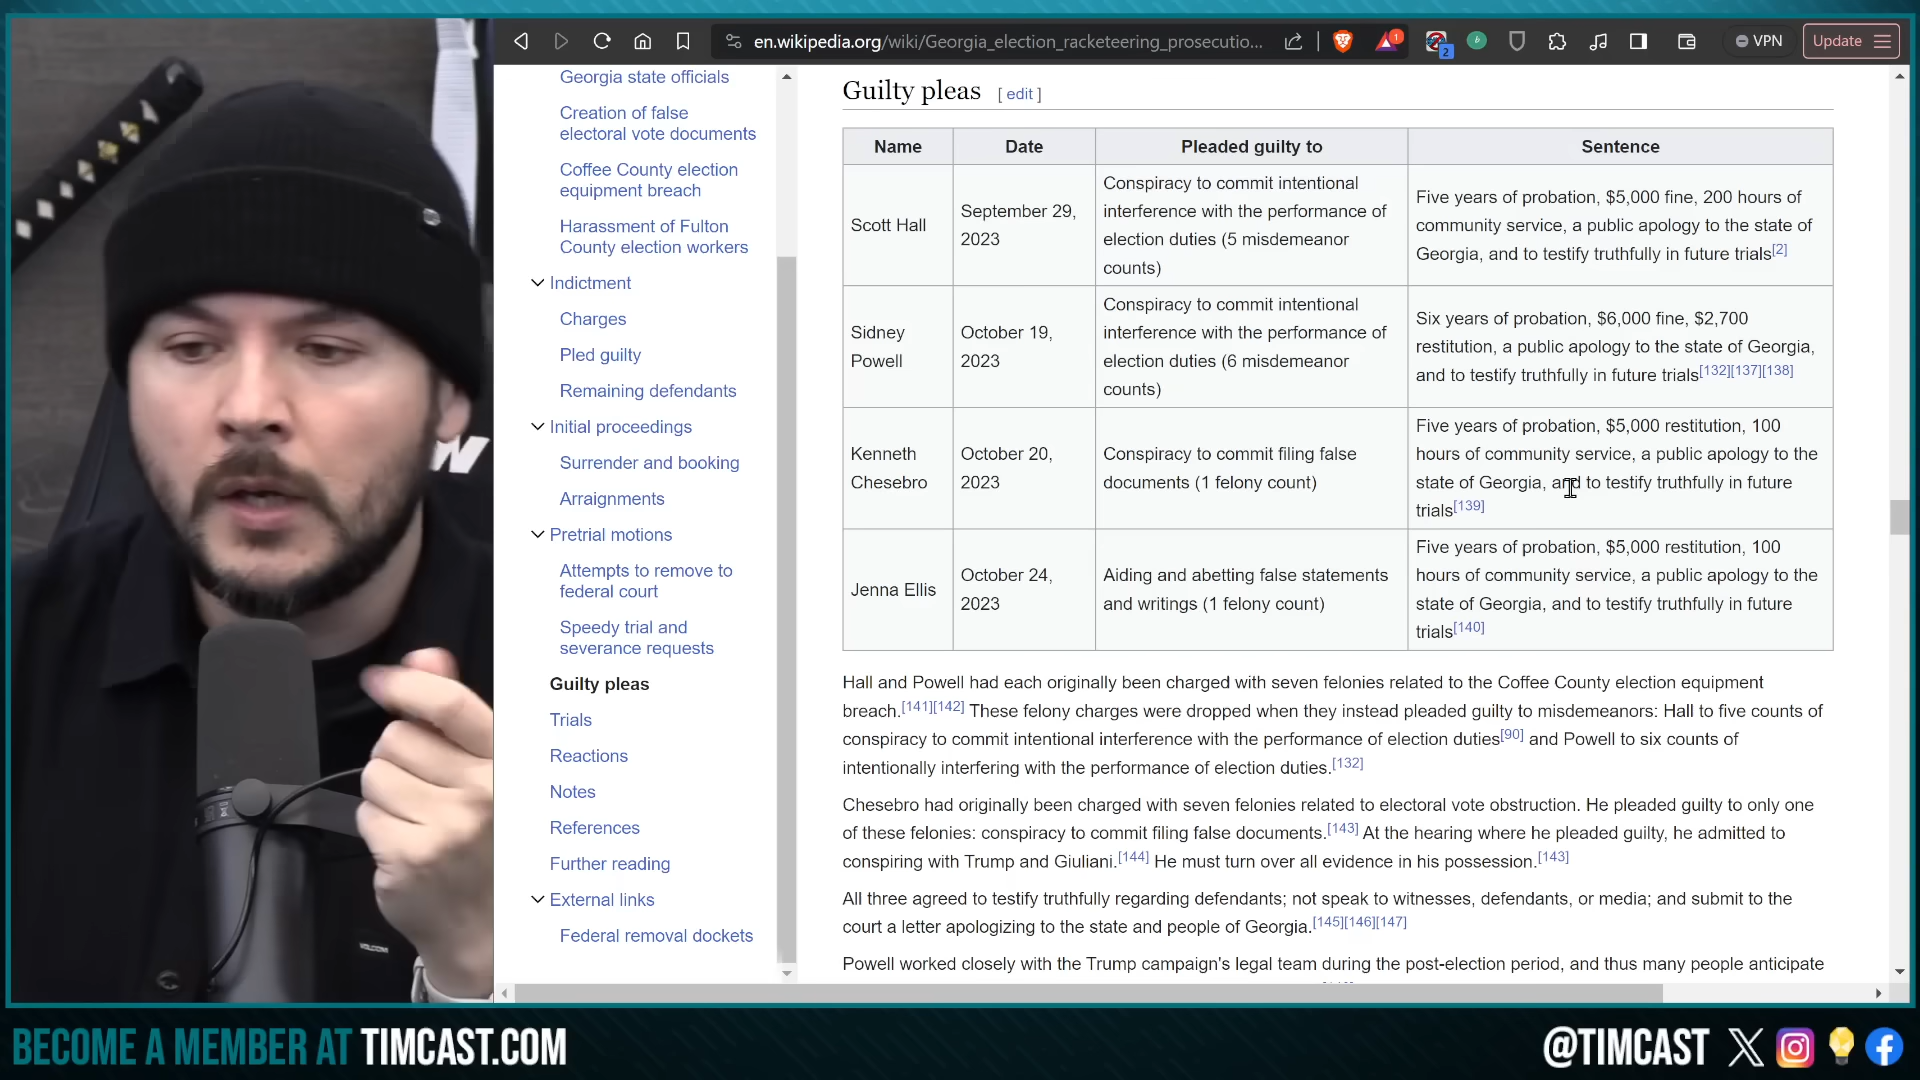 en.wikipedia.org/wiki/Georgia_election_racketeering_prosecutio...
1
2
b
VPN
Update
Georgia state officials
Creation of false
electoral vote documents
Coffee County election
equipment breach
Harassment of Fulton
County election workers
Indictment
Charges
Pled guilty
Remaining defendants
Initial proceedings
Surrender and booking
Arraignments
Pretrial motions
Attempts to remove to
federal court
Speedy trial and
severance requests
Guilty pleas
Trials
Reactions
Notes
References
Further reading
External links
Federal removal dockets
Guilty pleas [ edit ]
Name Date Pleaded guilty to Sentence
Scott Hall
September 29,
2023
Conspiracy to commit intentional
interference with the performance of
election duties (5 misdemeanor
counts)
Five years of probation, $5,000 fine, 200 hours of
community service, a public apology to the state of
Georgia, and to testify truthfully in future trials[2]
Sidney
Powell
October 19,
2023
Conspiracy to commit intentional
interference with the performance of
election duties (6 misdemeanor
counts)
Six years of probation, $6,000 fine, $2,700
restitution, a public apology to the state of Georgia,
and to testify truthfully in future trials[132][137][138]
Kenneth
Chesebro
October 20,
2023
Conspiracy to commit filing false
documents (1 felony count)
Five years of probation, $5,000 restitution, 100
hours of community service, a public apology to the
state of Georgia, and to testify truthfully in future
trials[139]
Jenna Ellis
October 24,
2023
Aiding and abetting false statements
and writings (1 felony count)
Five years of probation, $5,000 restitution, 100
hours of community service, a public apology to the
state of Georgia, and to testify truthfully in future
trials[140]
Hall and Powell had each originally been charged with seven felonies related to the Coffee County election equipment
breach.[141][142] These felony charges were dropped when they instead pleaded guilty to misdemeanors: Hall to five counts of
conspiracy to commit intentional interference with the performance of election duties[90] and Powell to six counts of
intentionally interfering with the performance of election duties.[132]
Chesebro had originally been charged with seven felonies related to electoral vote obstruction. He pleaded guilty to only one
of these felonies: conspiracy to commit filing false documents.[143] At the hearing where he pleaded guilty, he admitted to
conspiring with Trump and Giuliani.[144] He must turn over all evidence in his possession.[143]
All three agreed to testify truthfully regarding defendants; not speak to witnesses, defendants, or media; and submit to the
court a letter apologizing to the state and people of Georgia.[145][146][147]
Powell worked closely with the Trump campaign's legal team during the post-election period, and thus many people anticipate
BECOME A MEMBER AT TIMCAST.COM
@TIMCAST